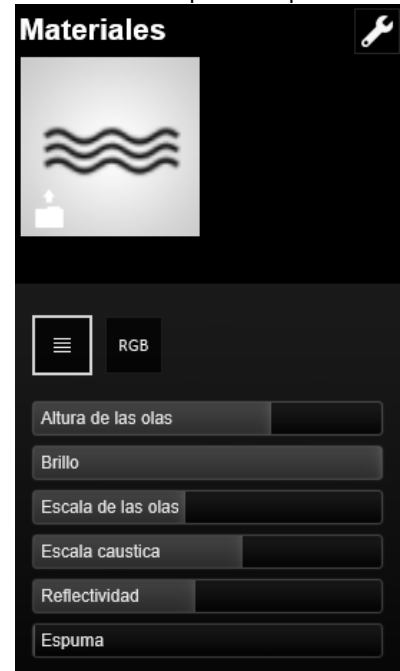 Materiales
RGB
Altura de las olas
Brillo
Escala de las olas
Escala caustica
Reflectividad
Espuma